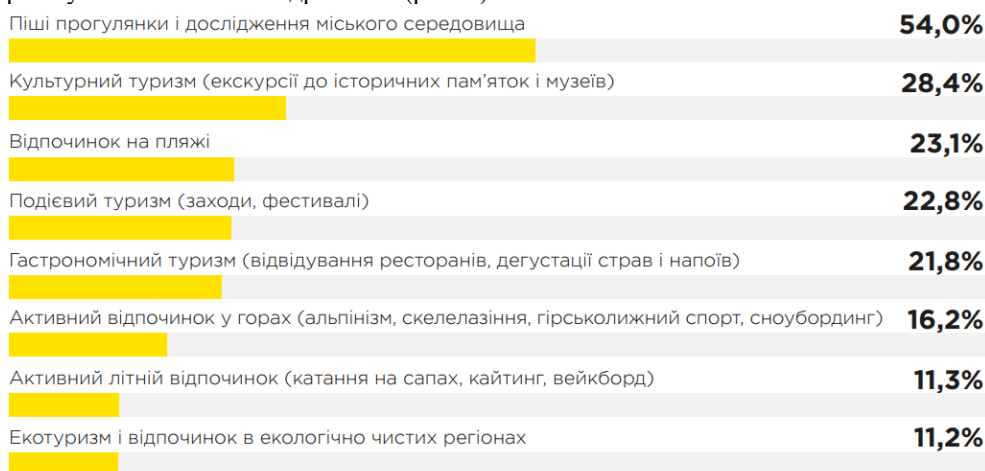 Піші прогулянки і дослідження міського середовища 54,0%
Культурний туризм (екскурсії до історичних пам’яток і музеїв) 28,4%
Відпочинок на пляжі 23,1%
Подієвий туризм (заходи, фестивалі) 22,8%
Гастрономічний туризм (відвідування ресторанів, дегустації страв і напоїв) 21,8%
Активний відпочинок у горах (альпінізм, скелелазіння, гірськолижний спорт, сноубординг) 16,2%
Активний літній відпочинок (катання на сапах, кайтинг, вейкборд) 11,3%
Екотуризм і відпочинок в екологічно чистих регіонах 11,2%